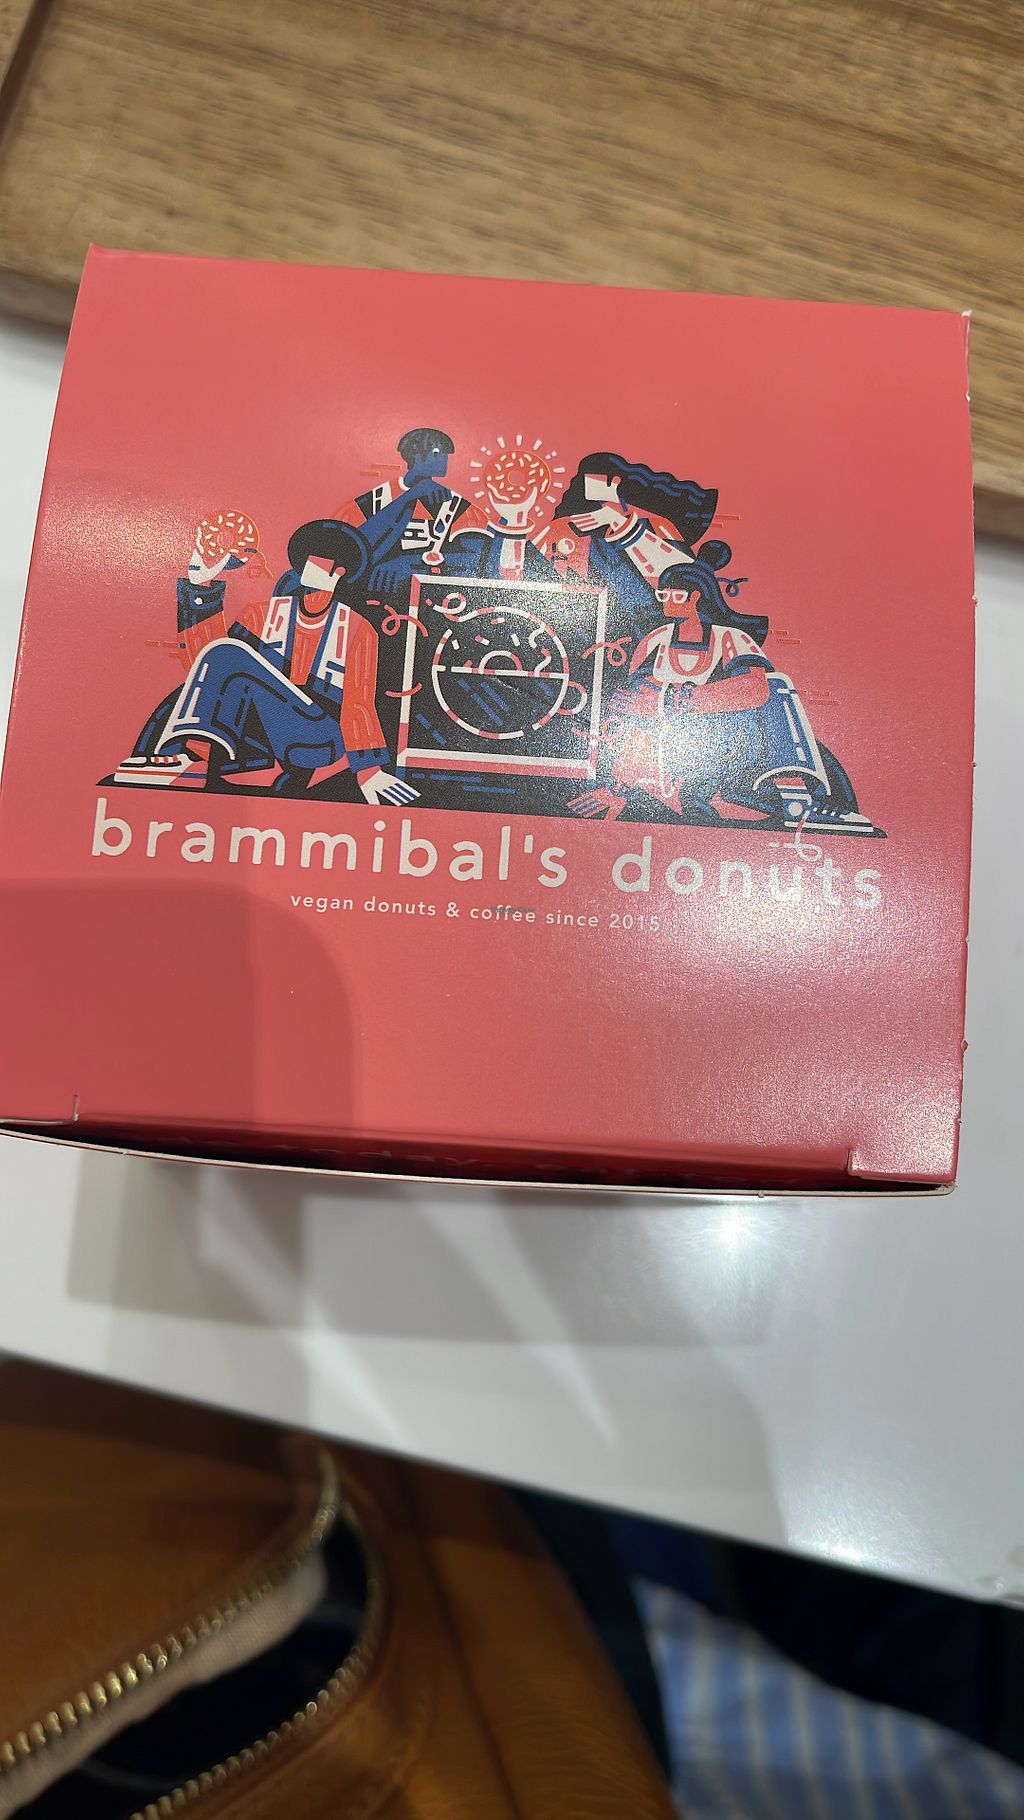 brammibal's donuts
vegan donuts & coffee since 2015